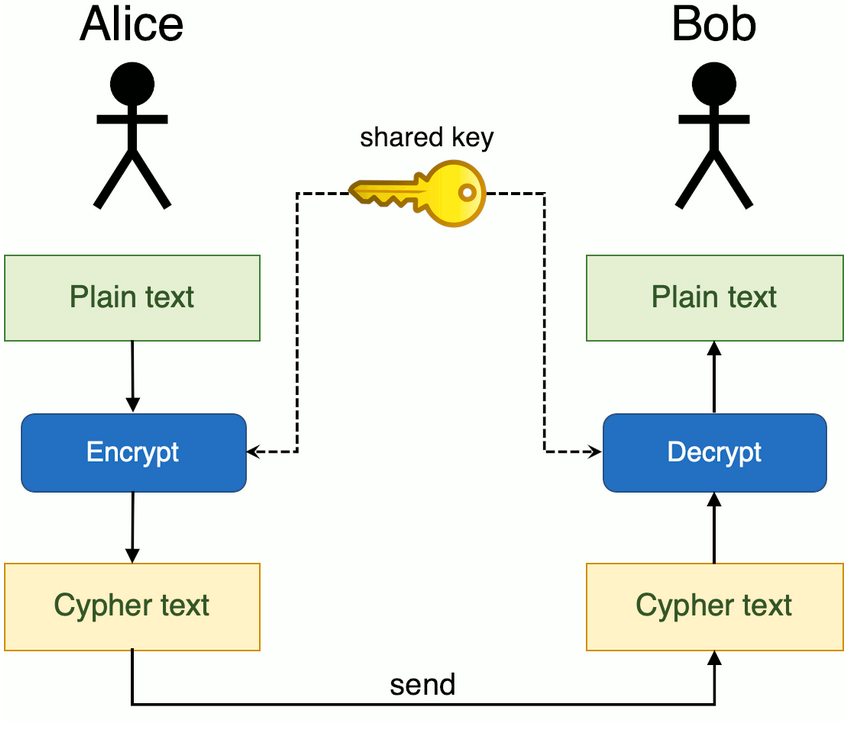 Alice
Bob
shared key
Plain text
Plain text
Encrypt
Decrypt
Cypher text
Cypher text
send